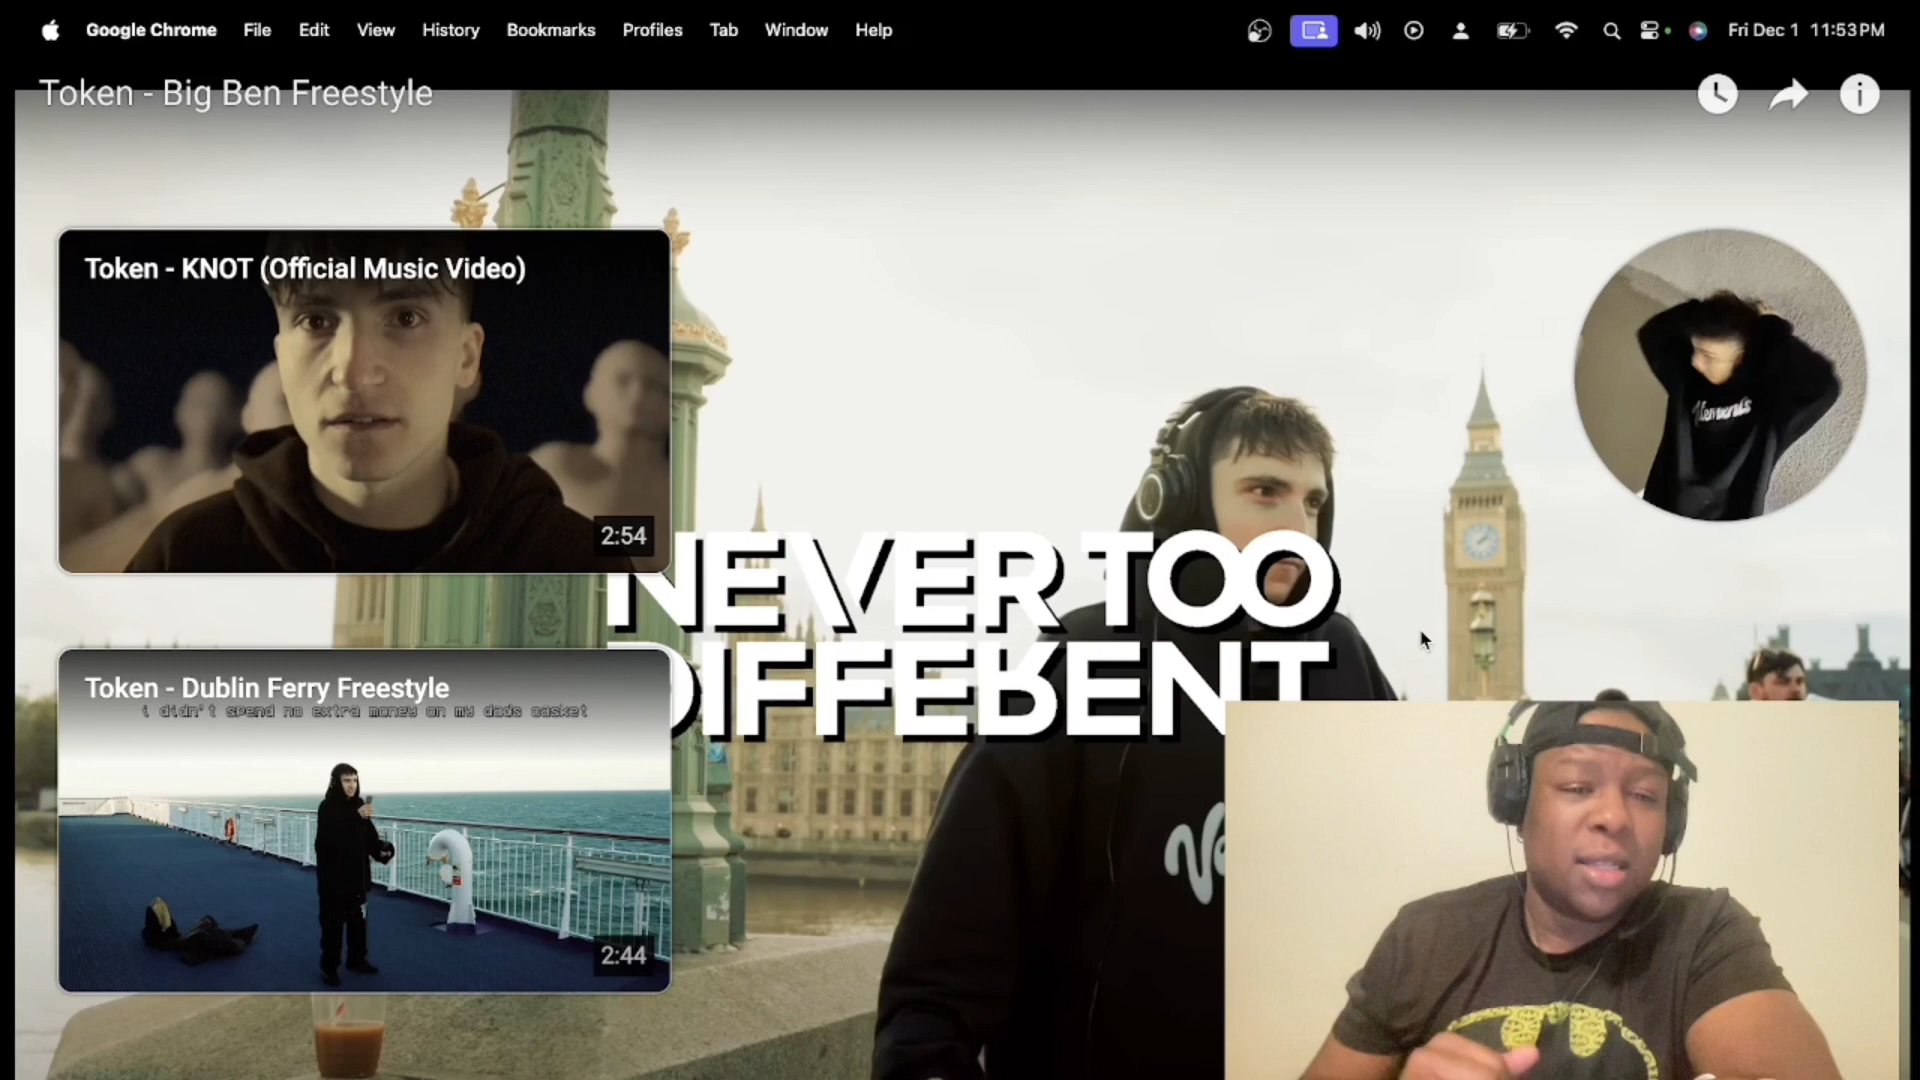 Google Chrome File Edit View History Bookmarks Profiles Tab Window Help Fri Dec 1 11:53 PM
Token - Big Ben Freestyle
Token - KNOT (Official Music Video)
2:54
NEVER TOO
DIFFERENT
Token - Dublin Ferry Freestyle
i didn't spend no extra money on my dads casket
2:44